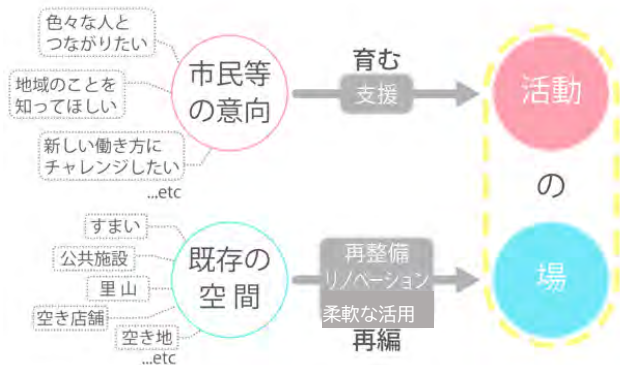 色々な人と
つながりたい
地域のことを
知ってほしい
新しい働き方に
チャレンジしたい
...etc
市民等
の意向
育む
支援
活動
の
場
すまい
公共施設
里山
空き店舗
空き地
...etc
既存の
空間
再整備
リノベーション
柔軟な活用
再編